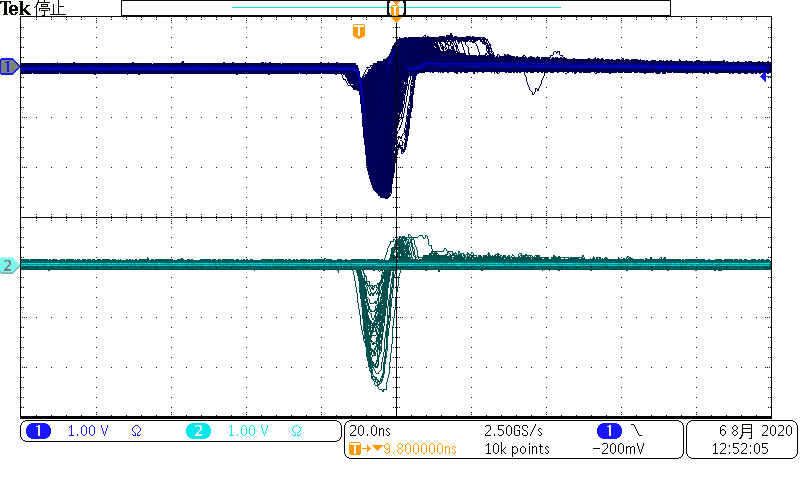 Tek 停止
T
T
1
2
1 1.00 V Ω 2 1.00 V Ω
20.0ns 2.50GS/s 1 -200mV
T→▼9.800000ns 10k points
6 8月 2020
12:52:05